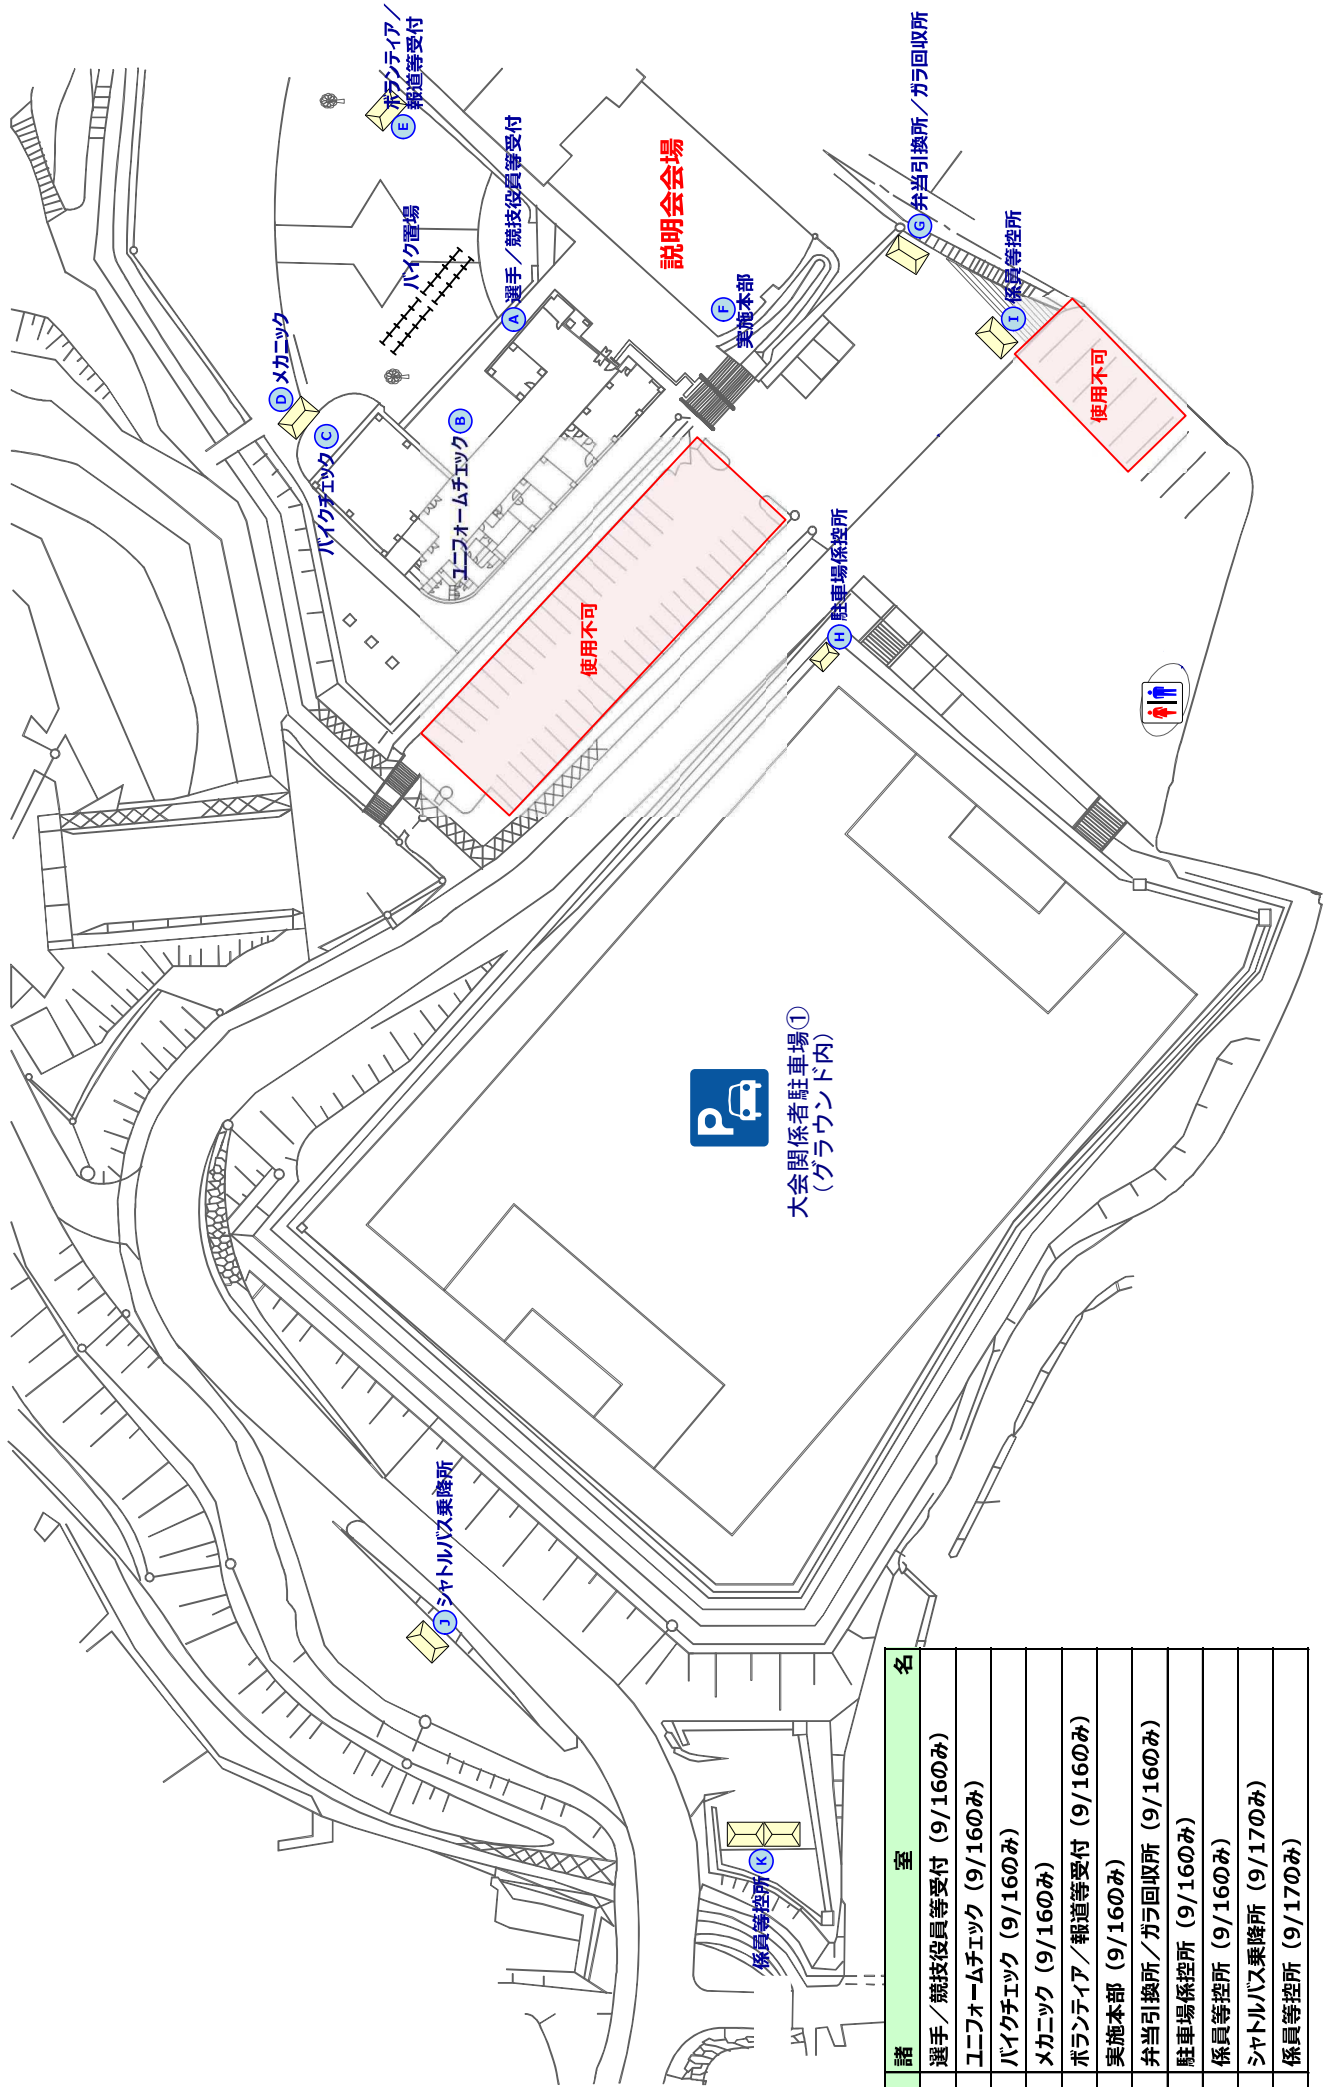 ボランティア／
報道等受付
E
選手／競技役員等受付
A
バイク置場
メカニック
D
バイクチェック
C
ユニフォームチェック
B
説明会会場
F
実施本部
弁当引換所／ガラ回収所
G
係員等控所
I
使用不可
使用不可
駐車場係控所
H
P
大会関係者駐車場①
（グラウンド内）
シャトルバス乗降所
J
係員等控所
K
諸　室　名
選手／競技役員等受付（9/16のみ）
ユニフォームチェック（9/16のみ）
バイクチェック（9/16のみ）
メカニック（9/16のみ）
ボランティア／報道等受付（9/16のみ）
実施本部（9/16のみ）
弁当引換所／ガラ回収所（9/16のみ）
駐車場係控所（9/16のみ）
係員等控所（9/16のみ）
シャトルバス乗降所（9/17のみ）
係員等控所（9/17のみ）